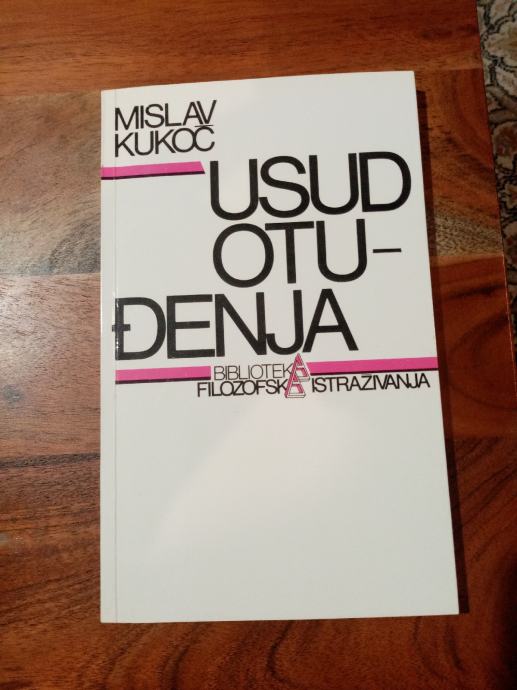 MISLAV
KUKOČ
USUD
OTU-
ĐENJA
BIBLIOTEKA
FILOZOFSKA ISTRAŽIVANJA